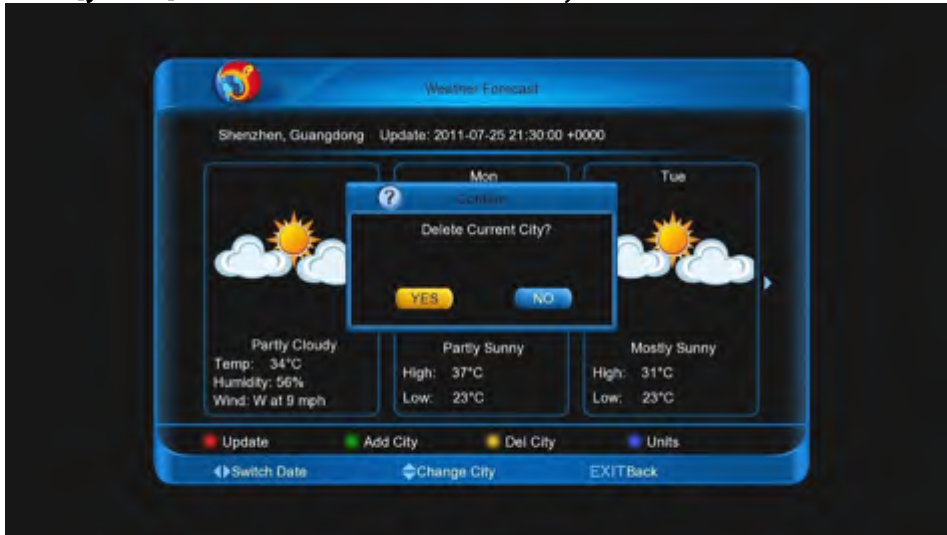 Weather Forecast
Shenzhen, Guangdong Update: 2011-07-25 21:30:00 +0000
Mon
Tue
?
Confirm
Delete Current City?
YES NO
Partly Cloudy
Temp: 34°C
Humidity: 56%
Wind: W at 9 mph
Partly Sunny
High: 37°C
Low: 23°C
Mostly Sunny
High: 31°C
Low: 23°C
Update Add City Del City Units
Switch Date Change City EXIT Back